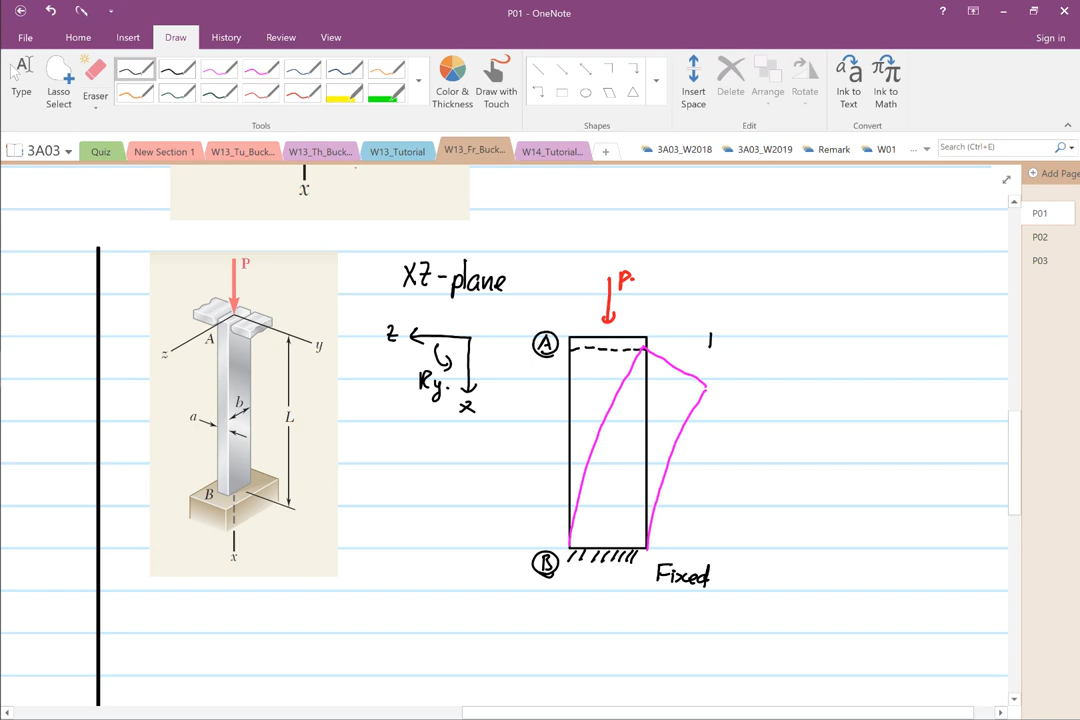 P01 - OneNote
?
File
Home
Insert
Draw
History
Review
View
Sign in
Type
Lasso Select
Eraser
Color & Thickness
Draw with Touch
Insert Space
Delete
Arrange
Rotate
Ink to Text
Ink to Math
Tools
Shapes
Edit
Convert
3A03
Quiz
New Section 1
W13_Tu_Buck...
W13_Th_Buck...
W13_Tutorial
W13_Fr_Buck...
W14_Tutorial...
3A03_W2018
3A03_W2019
Remark
W01
...
Search (Ctrl+E)
Add Page
P01
P02
P03
x
P
A
z
y
b
a
L
B
x
XZ-plane
z
Ry.
x
P.
A
B
Fixed